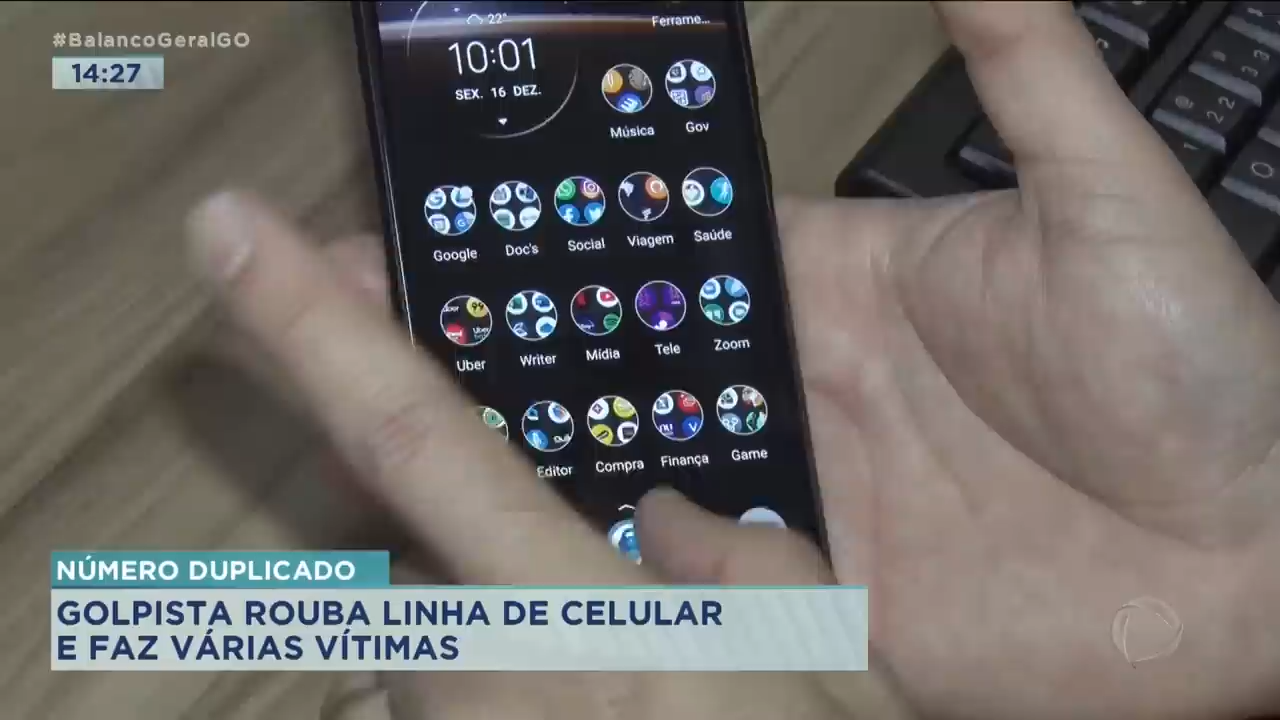 #BalancoGeralGO
14:27
22°
Ferrame...
10:01
SEX. 16 DEZ.
Música
Gov
Google
Doc's
Social
Viagem
Saúde
Uber
Writer
Mídia
Tele
Zoom
Editor
Compra
Finança
Game
NÚMERO DUPLICADO
GOLPISTA ROUBA LINHA DE CELULAR
E FAZ VÁRIAS VÍTIMAS